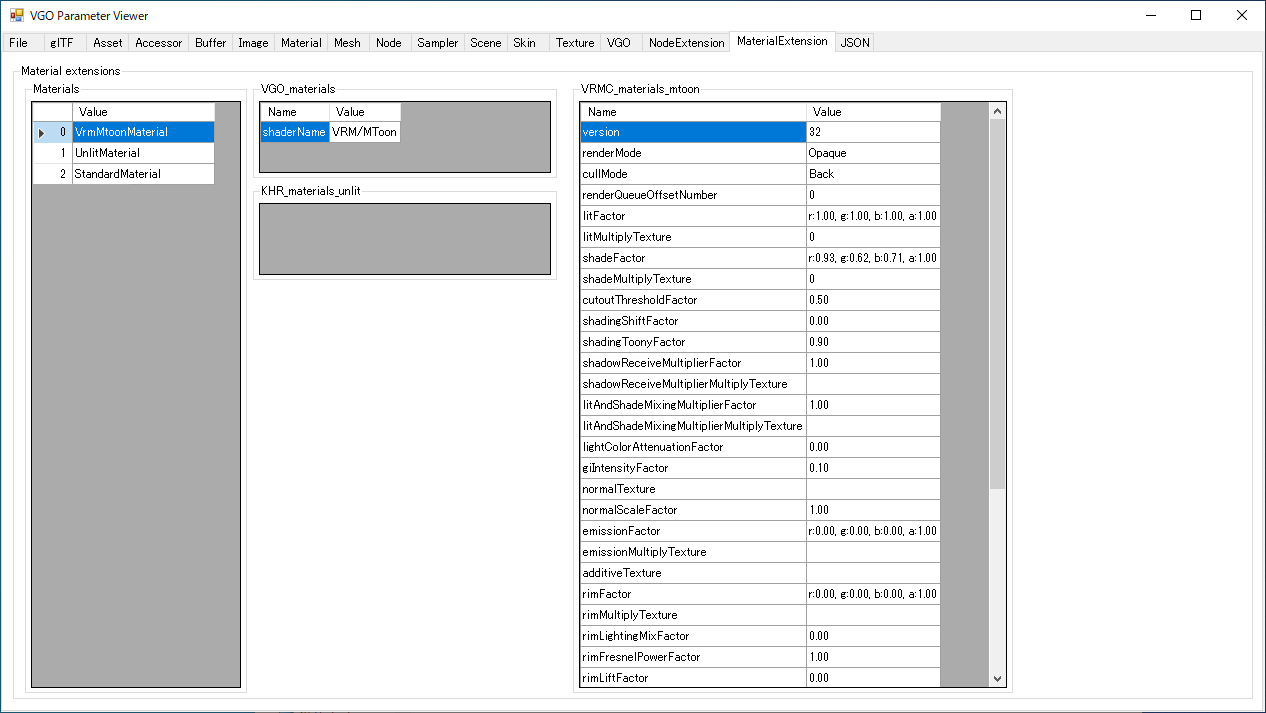 VGO Parameter Viewer
File glTF Asset Accessor Buffer Image Material Mesh Node Sampler Scene Skin Texture VGO NodeExtension MaterialExtension JSON
Material extensions
Materials
Value
0 VrmMtoonMaterial
1 UnlitMaterial
2 StandardMaterial
VGO_materials
Name Value
shaderName VRM/MToon
KHR_materials_unlit
VRMC_materials_mtoon
Name Value
version 32
renderMode Opaque
cullMode Back
renderQueueOffsetNumber 0
litFactor r:1.00, g:1.00, b:1.00, a:1.00
litMultiplyTexture 0
shadeFactor r:0.93, g:0.62, b:0.71, a:1.00
shadeMultiplyTexture 0
cutoutThresholdFactor 0.50
shadingShiftFactor 0.00
shadingToonyFactor 0.90
shadowReceiveMultiplierFactor 1.00
shadowReceiveMultiplierMultiplyTexture
litAndShadeMixingMultiplierFactor 1.00
litAndShadeMixingMultiplierMultiplyTexture
lightColorAttenuationFactor 0.00
giIntensityFactor 0.10
normalTexture
normalScaleFactor 1.00
emissionFactor r:0.00, g:0.00, b:0.00, a:1.00
emissionMultiplyTexture
additiveTexture
rimFactor r:0.00, g:0.00, b:0.00, a:1.00
rimMultiplyTexture
rimLightingMixFactor 0.00
rimFresnelPowerFactor 1.00
rimLiftFactor 0.00